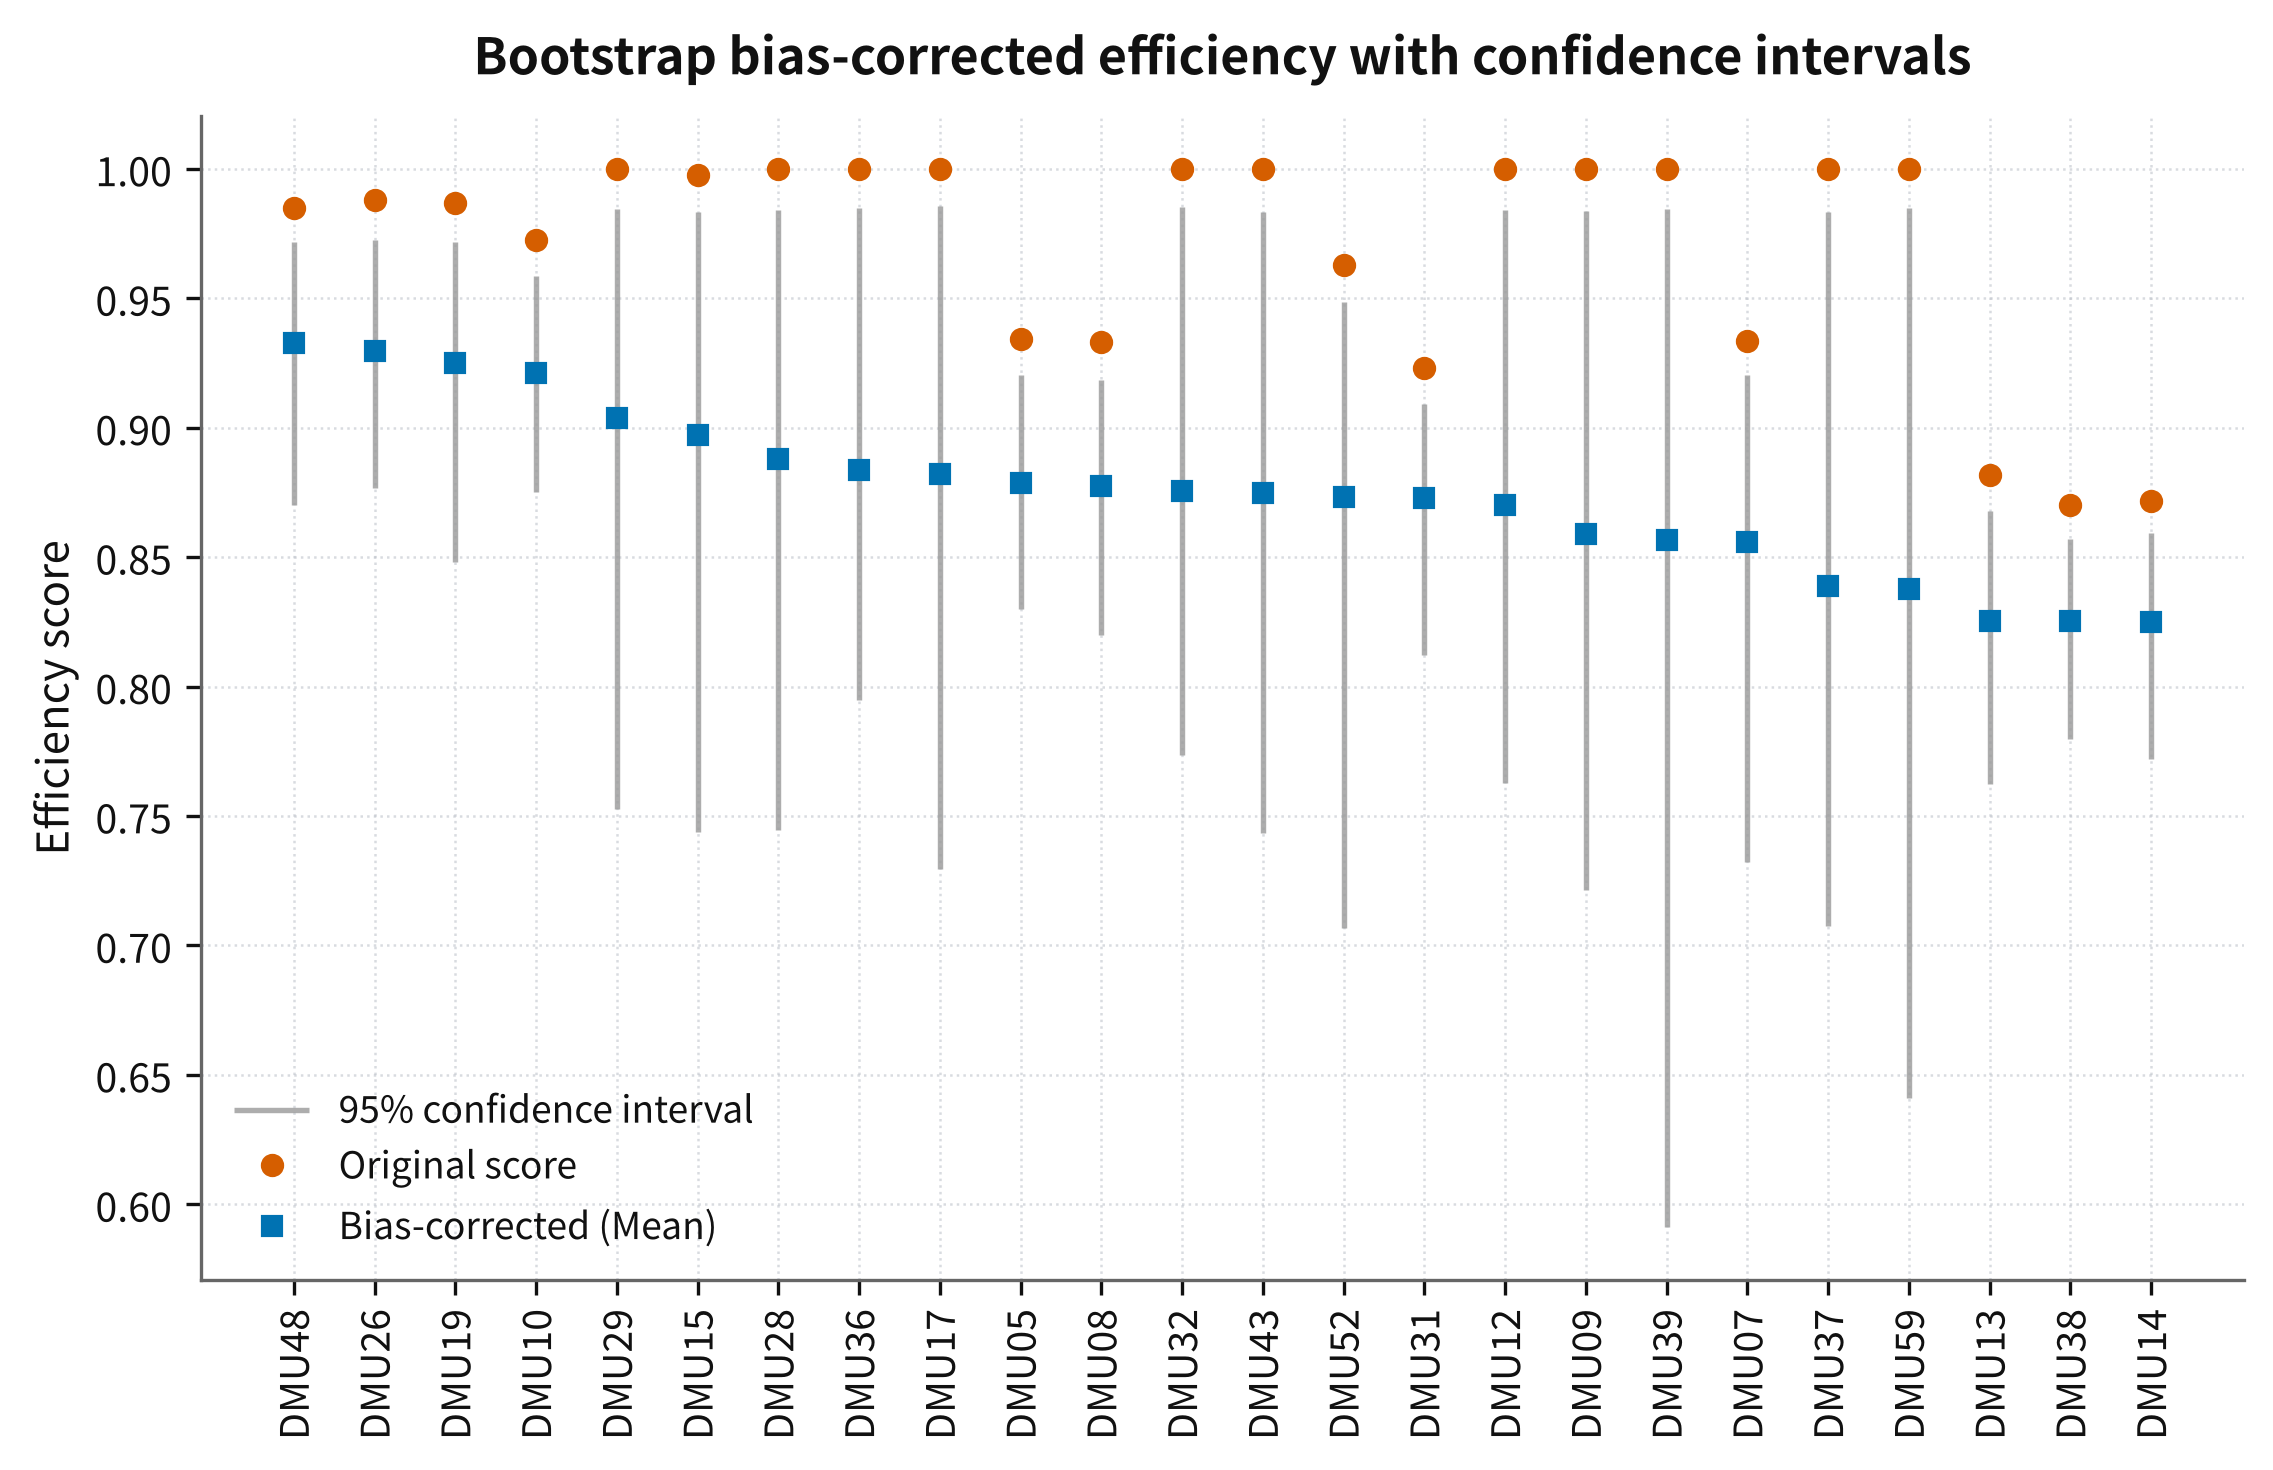 Bootstrap bias-corrected efficiency with confidence intervals
Efficiency score
1.00
0.95
0.90
0.85
0.80
0.75
0.70
0.65
0.60
95% confidence interval
Original score
Bias-corrected (Mean)
DMU48
DMU26
DMU19
DMU10
DMU29
DMU15
DMU28
DMU36
DMU17
DMU05
DMU08
DMU32
DMU43
DMU52
DMU31
DMU12
DMU09
DMU39
DMU07
DMU37
DMU59
DMU13
DMU38
DMU14